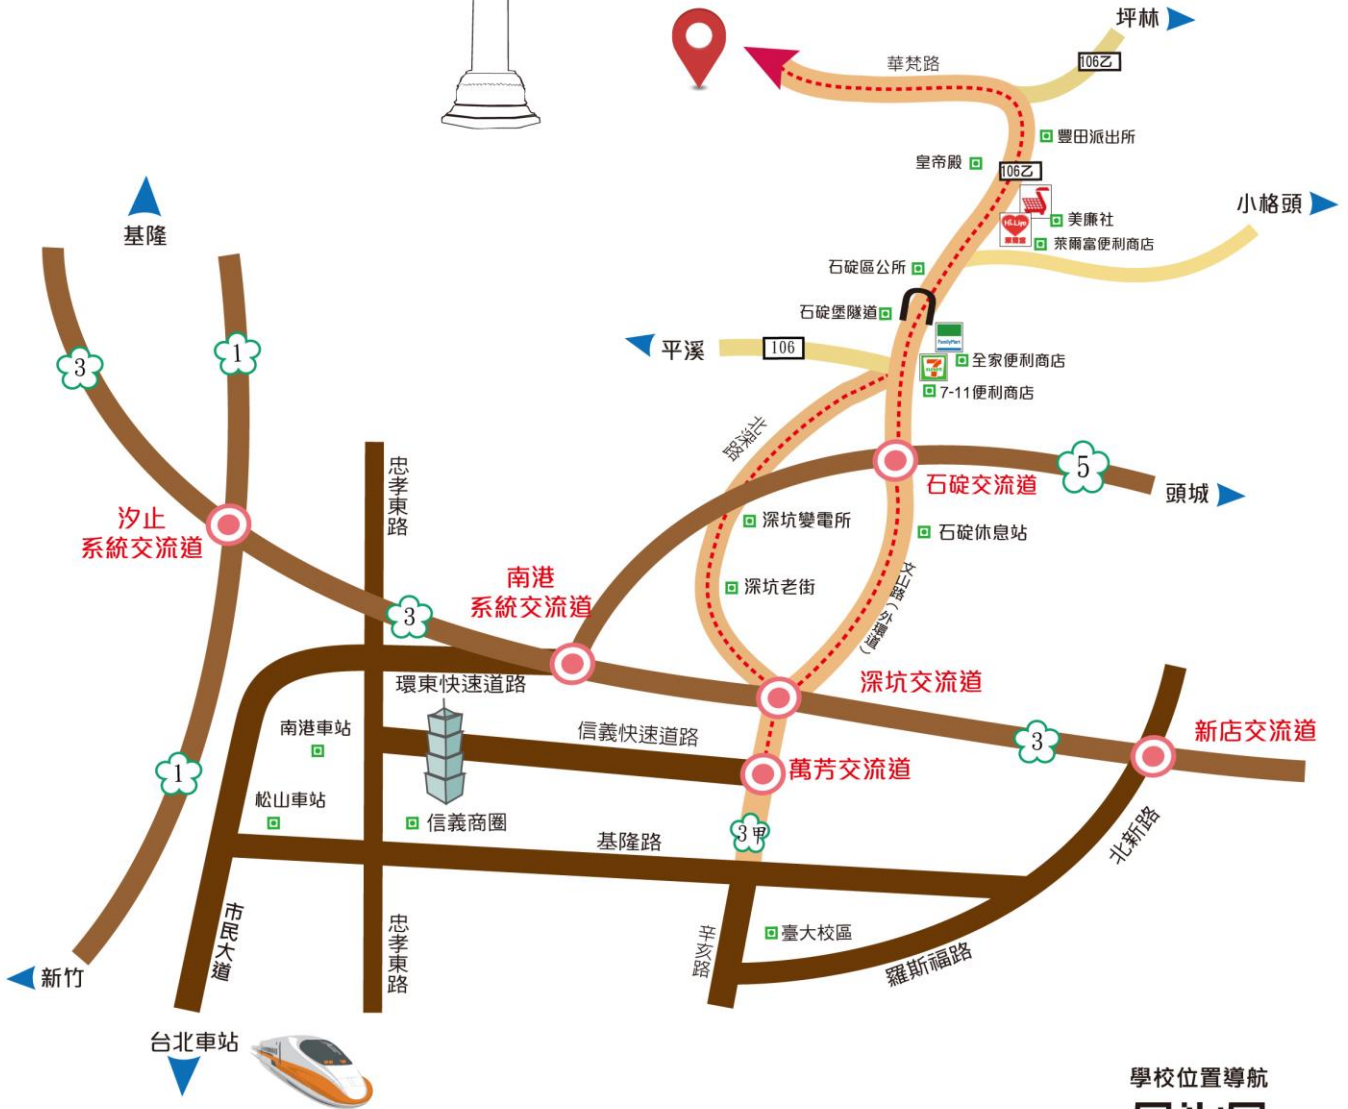 坪林
106乙
華梵路
豐田派出所
皇帝殿
106乙
小格頭
美廉社
Hi-Life
萊爾富
萊爾富便利商店
基隆
石碇區公所
石碇堡隧道
平溪
106
FamilyMart
全家便利商店
7-11便利商店
3
1
北深路
忠孝東路
石碇交流道
5
頭城
汐止
系統交流道
深坑變電所
石碇休息站
南港
系統交流道
深坑老街
文山路(外環道)
3
環東快速道路
深坑交流道
南港車站
信義快速道路
新店交流道
3
萬芳交流道
1
松山車站
信義商圈
基隆路
3甲
北新路
市民大道
忠孝東路
辛亥路
臺大校區
羅斯福路
新竹
台北車站
學校位置導航